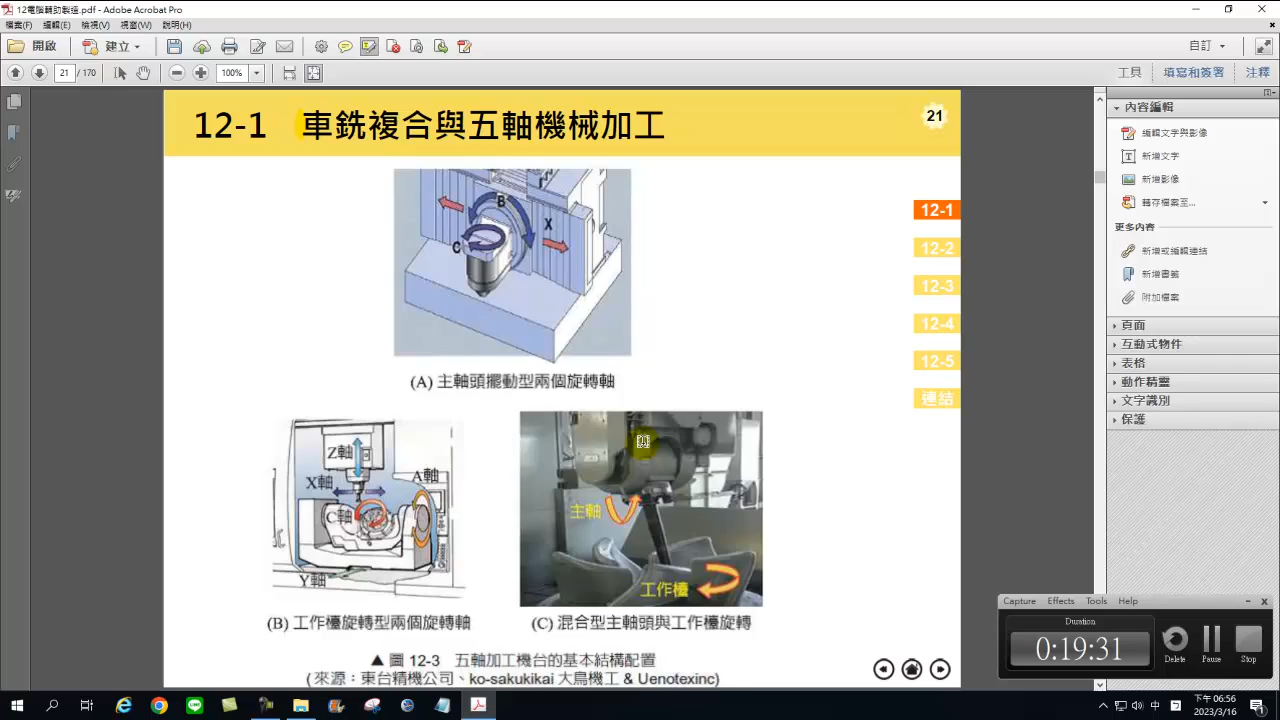 12電腦輔助製造.pdf - Adobe Acrobat Pro
檔案(F) 編輯(E) 檢視(V) 視窗(W) 說明(H)
開啟 建立 自訂
21 / 170 100% 工具 填寫和簽署 注釋
12-1 車銑複合與五軸機械加工
21
B
X
C
(A) 主軸頭擺動型兩個旋轉軸
12-1
12-2
12-3
12-4
12-5
連結
Z軸
X軸
A軸
C軸
Y軸
主軸
工作檯
(B) 工作檯旋轉型兩個旋轉軸
(C) 混合型主軸頭與工作檯旋轉
▲ 圖 12-3 五軸加工機台的基本結構配置
(來源：東台精機公司、ko-sakukikai 大鳥機工 & Uenotexinc)
內容編輯
編輯文字與影像
新增文字
新增影像
轉存檔案至...
更多內容
新增或編輯連結
新增書籤
附加檔案
頁面
互動式物件
表格
動作精靈
文字識別
保護
Capture Effects Tools Help
Duration
0:19:31
Delete Pause Stop
中
下午 06:56
2023/3/16